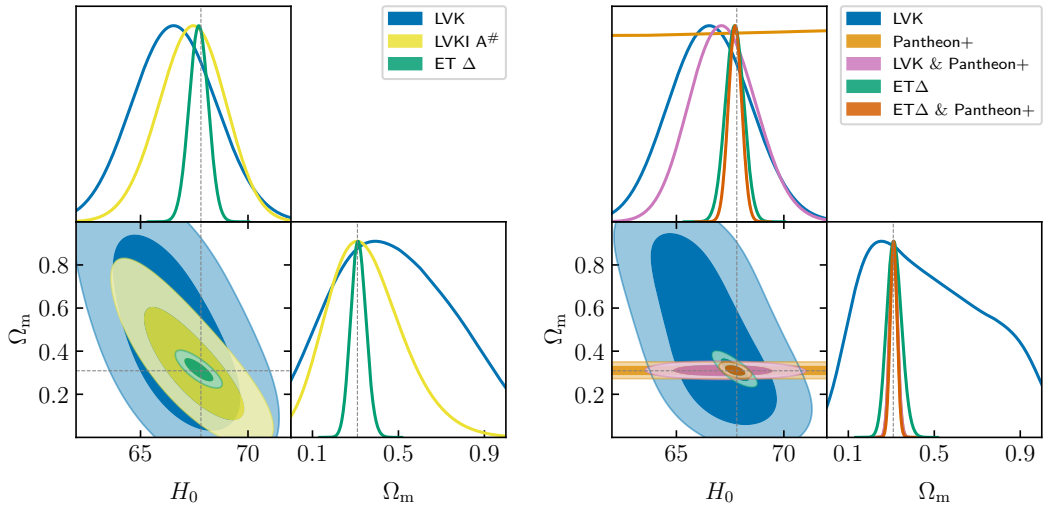 LVK
LVKI A#
ET Δ
0.8
0.6
0.4
0.2
Ωm
65 70
H0
0.1 0.5 0.9
Ωm
LVK
Pantheon+
LVK & Pantheon+
ETΔ
ETΔ & Pantheon+
0.8
0.6
0.4
0.2
Ωm
65 70
H0
0.1 0.5 0.9
Ωm